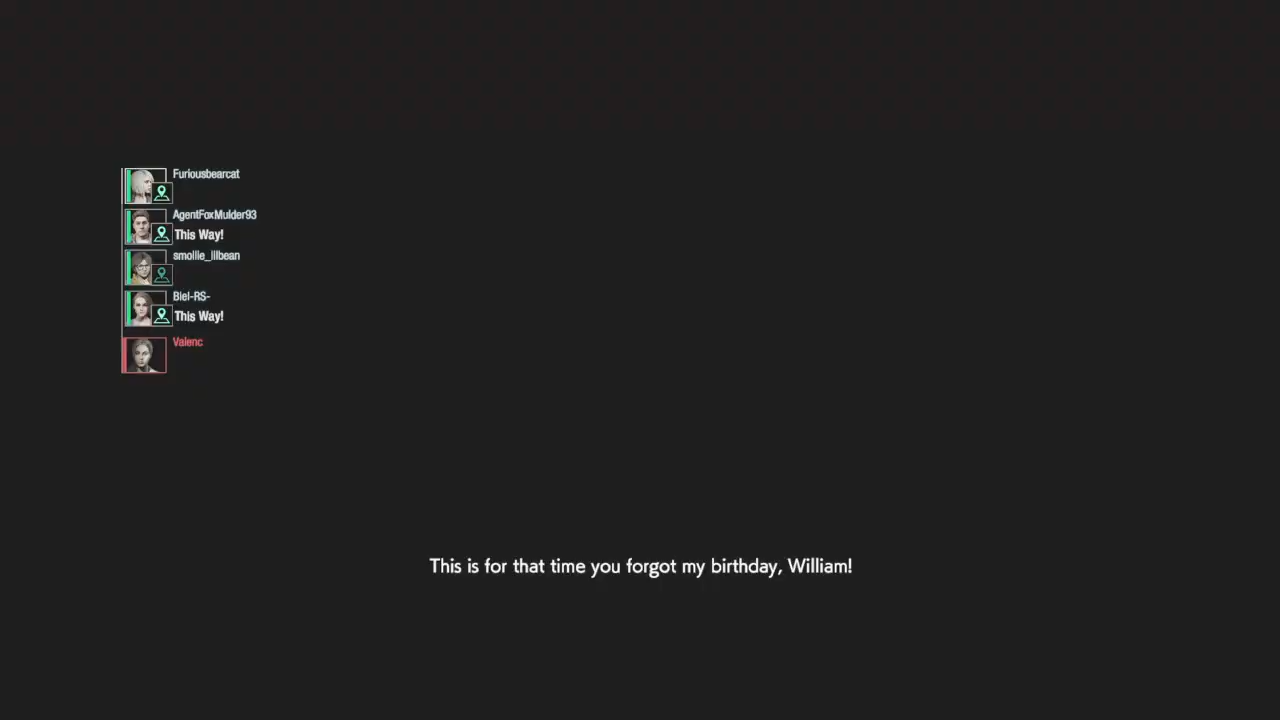 Furiousbearcat
AgentFoxMulder93
This Way!
smollie_illbean
Biel-RS-
This Way!
Valenc
This is for that time you forgot my birthday, William!